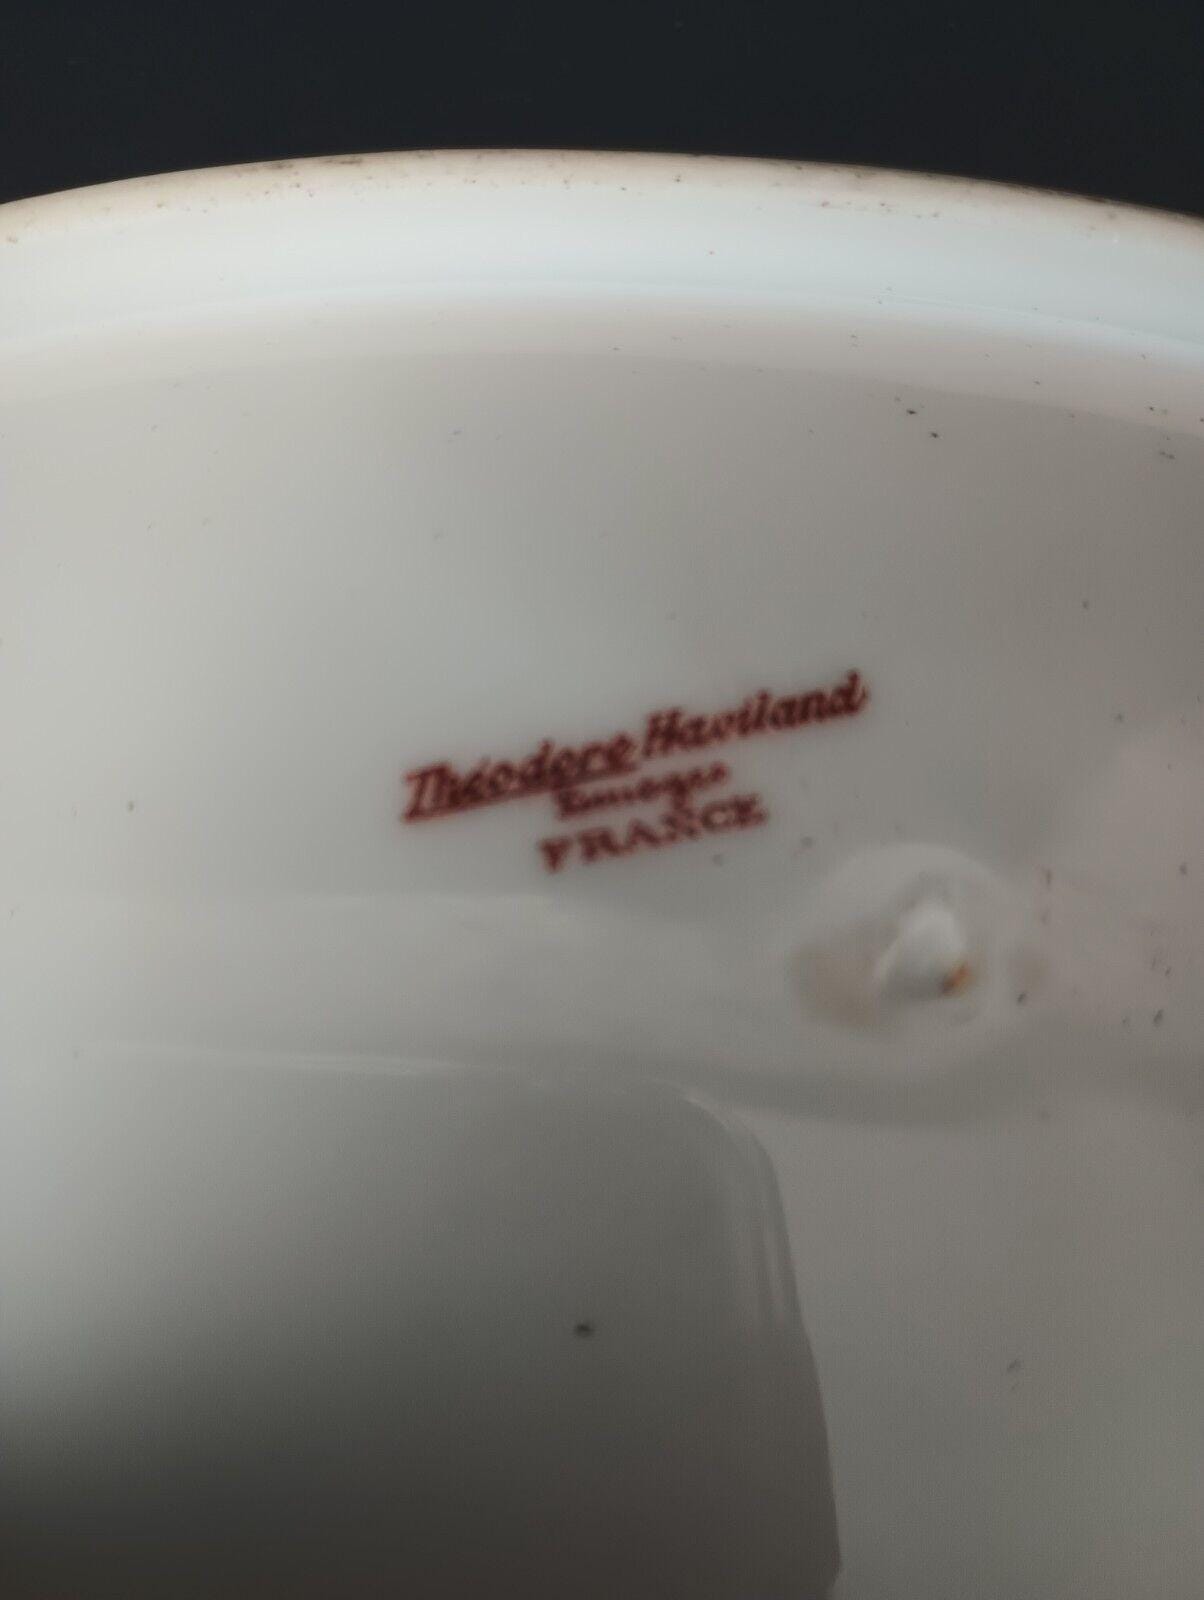 Théodore Haviland
Limoges
FRANCE